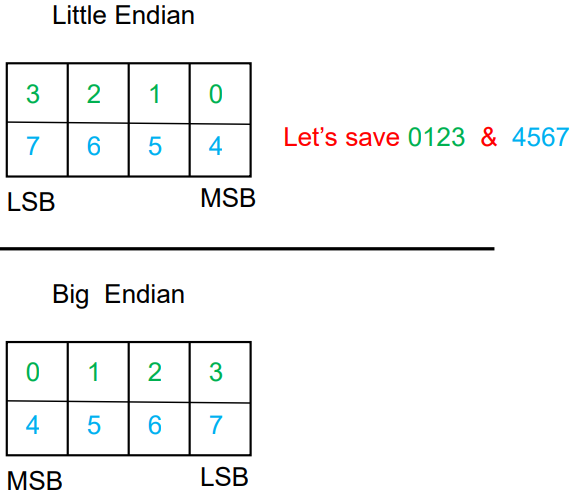 Little Endian
3 2 1 0
7 6 5 4
Let's save 0123 & 4567
LSB MSB
Big Endian
0 1 2 3
4 5 6 7
MSB LSB